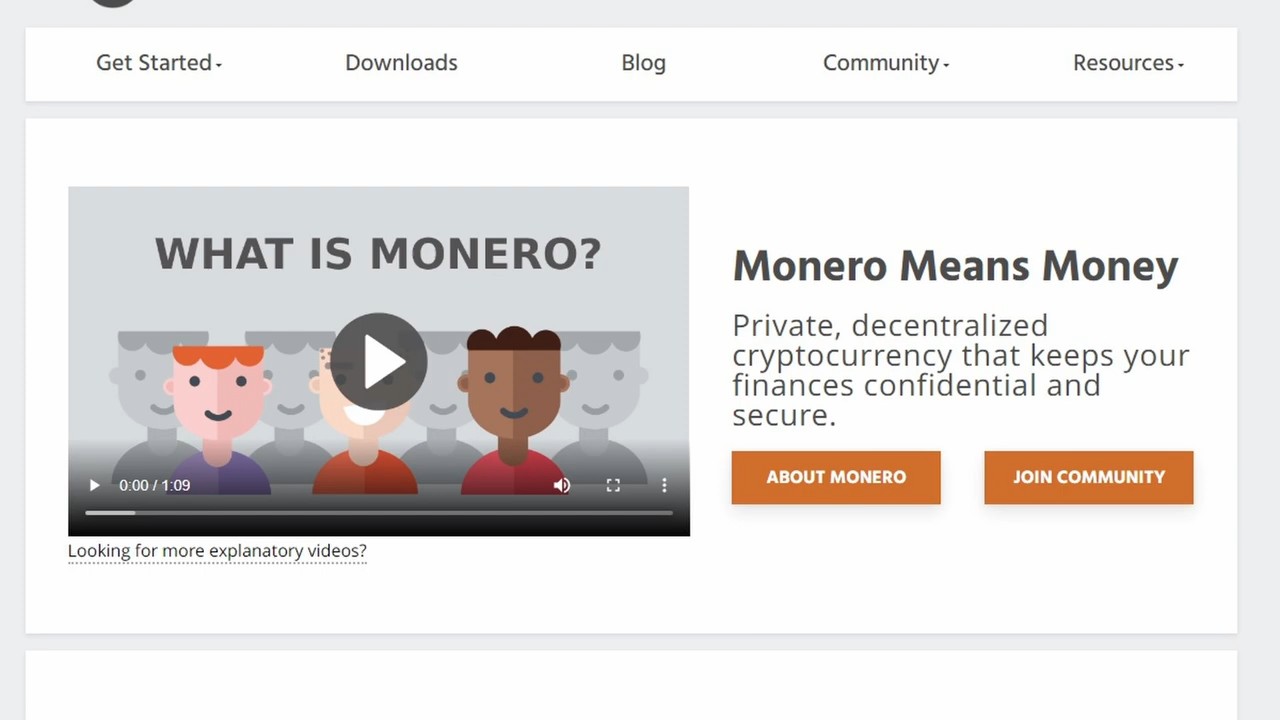 Get Started
Downloads
Blog
Community
Resources
WHAT IS MONERO?
0:00 / 1:09
Looking for more explanatory videos?
Monero Means Money
Private, decentralized
cryptocurrency that keeps your
finances confidential and
secure.
ABOUT MONERO
JOIN COMMUNITY